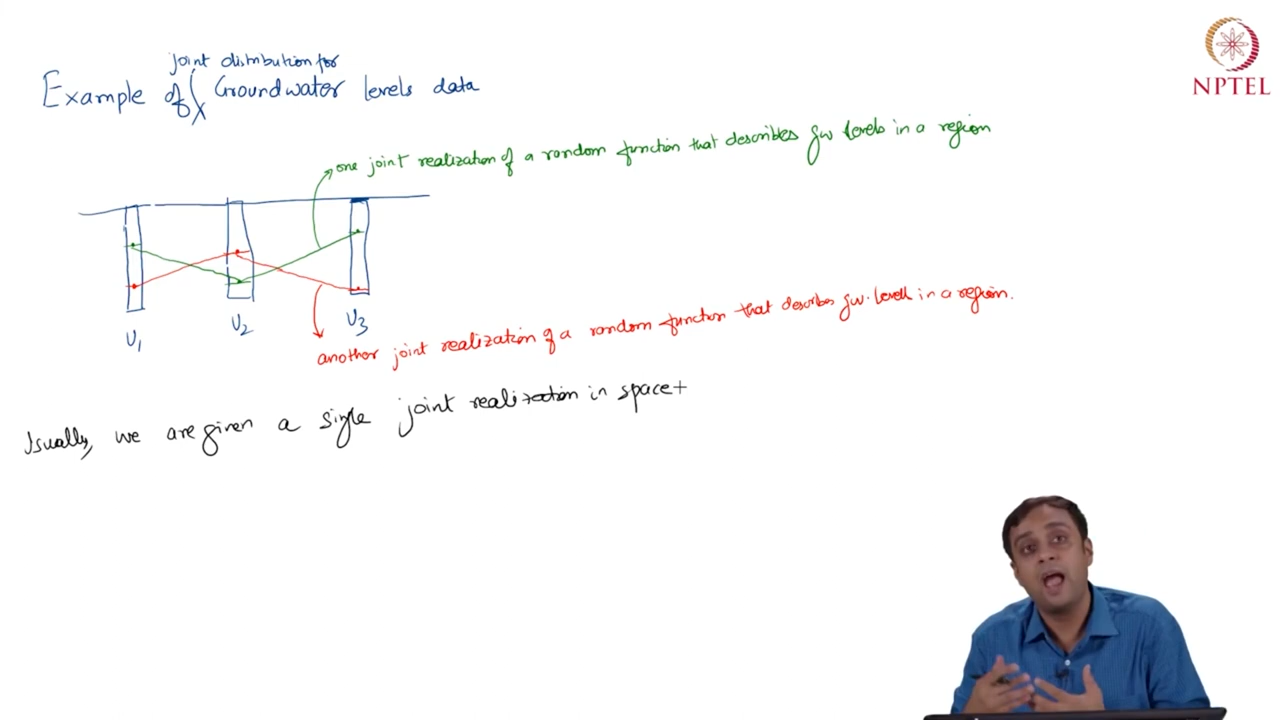 joint distribution for
Example of Groundwater levels data
NPTEL
one joint realization of a random function that describes gw levels in a region
U1 U2 U3
another joint realization of a random function that describes gw. levels in a region.
Usually, we are given a single joint realization in space+